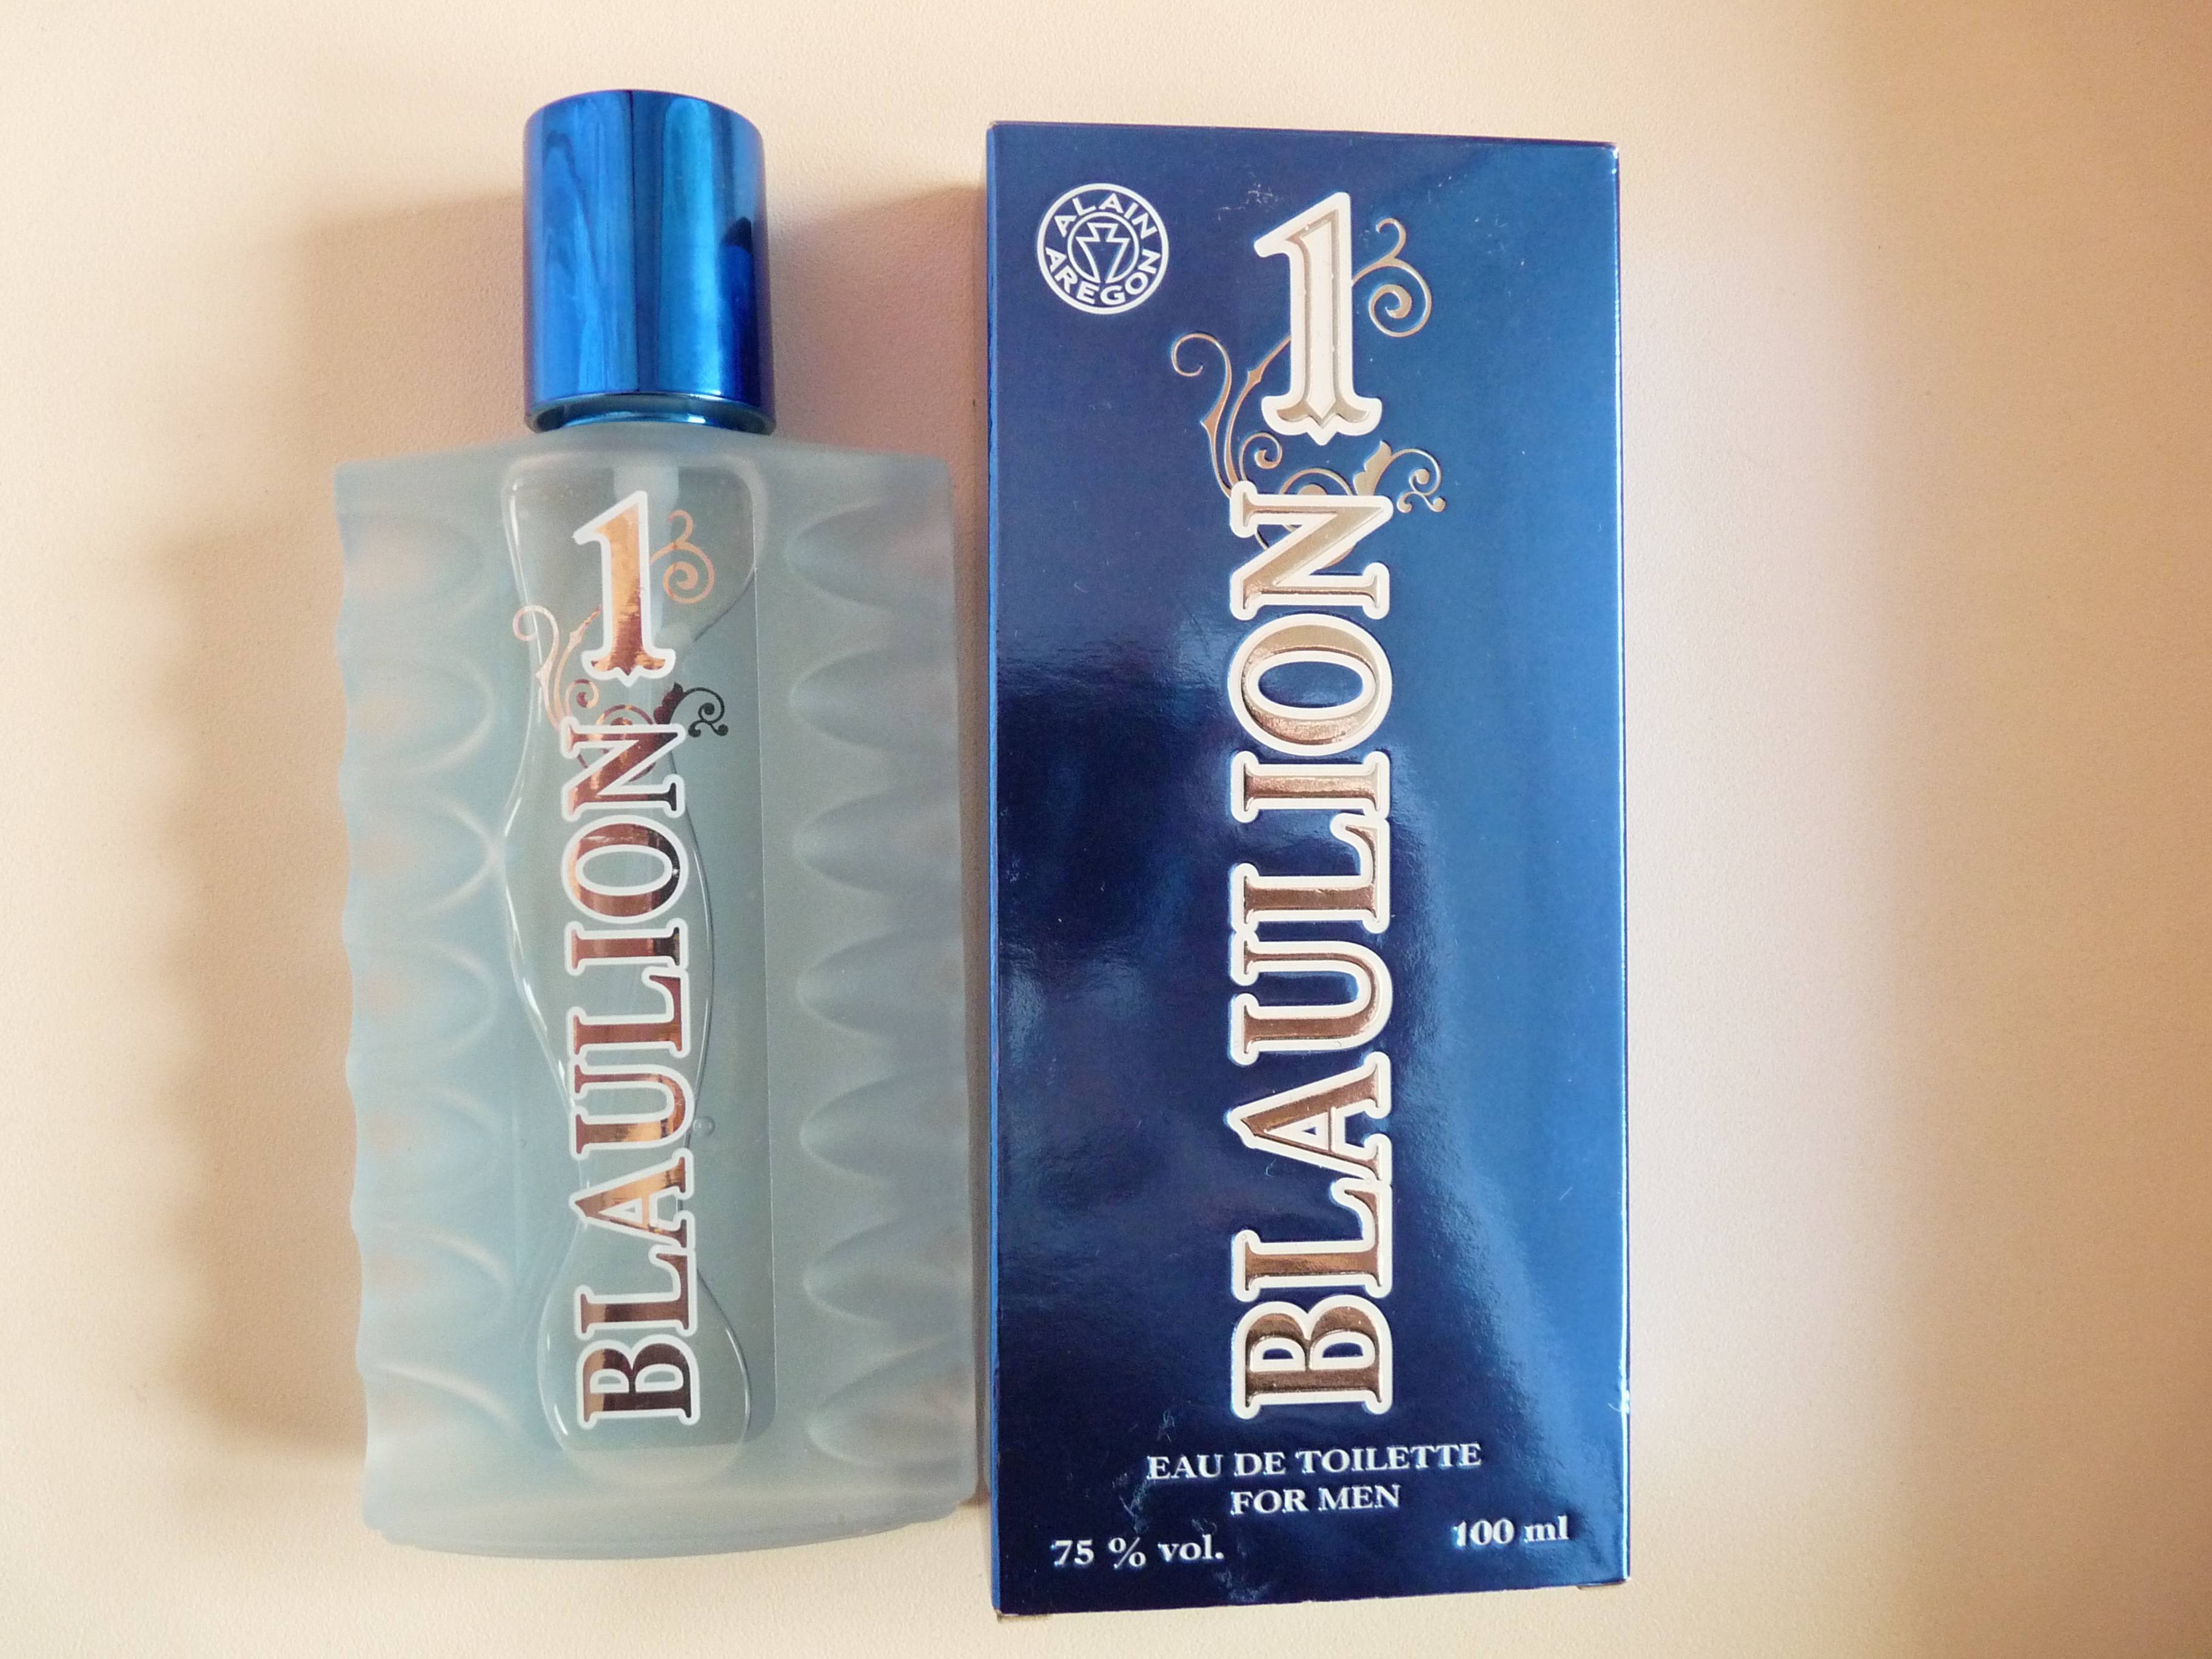 BLAULION 1
ALAIN
AREGON
BLAULION 1
EAU DE TOILETTE
FOR MEN
75 % vol. 100 ml